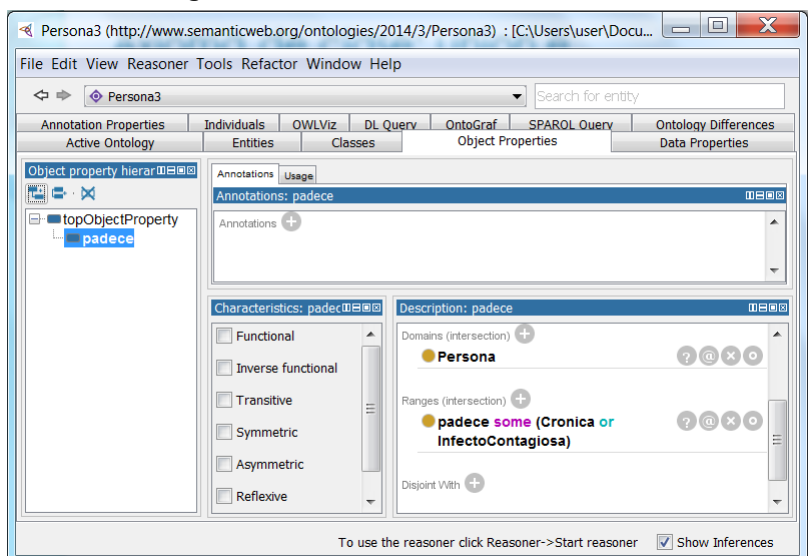 Persona3 (http://www.semanticweb.org/ontologies/2014/3/Persona3) : [C:\Users\user\Docu...
File Edit View Reasoner Tools Refactor Window Help
Persona3
Search for entity
Annotation Properties Individuals OWLViz DL Query OntoGraf SPARQL Query Ontology Differences
Active Ontology Entities Classes Object Properties Data Properties
Object property hierar
topObjectProperty
padece
Annotations Usage
Annotations: padece
Annotations
Characteristics: padec
Functional
Inverse functional
Transitive
Symmetric
Asymmetric
Reflexive
Description: padece
Domains (intersection)
Persona
Ranges (intersection)
padece some (Cronica or
InfectoContagiosa)
Disjoint With
To use the reasoner click Reasoner->Start reasoner Show Inferences